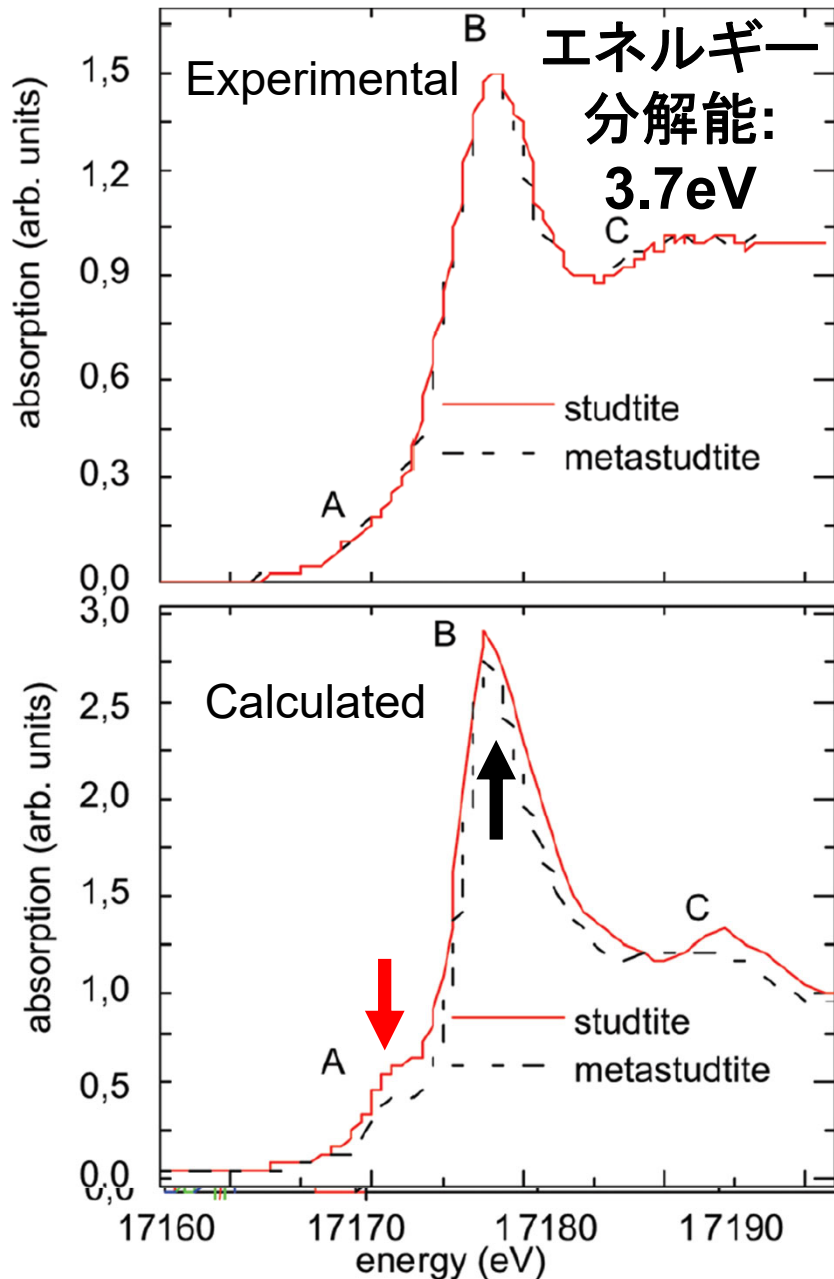 B
エネルギー
分解能:
3.7eV
Experimental
absorption (arb. units)
1,5
1,2
0,9
0,6
0,3
0,0
C
A
studtite
metastudtite
B
Calculated
absorption (arb. units)
3,0
2,5
2,0
1,5
1,0
0,5
0,0
C
A
studtite
metastudtite
17160
17170
17180
17190
energy (eV)